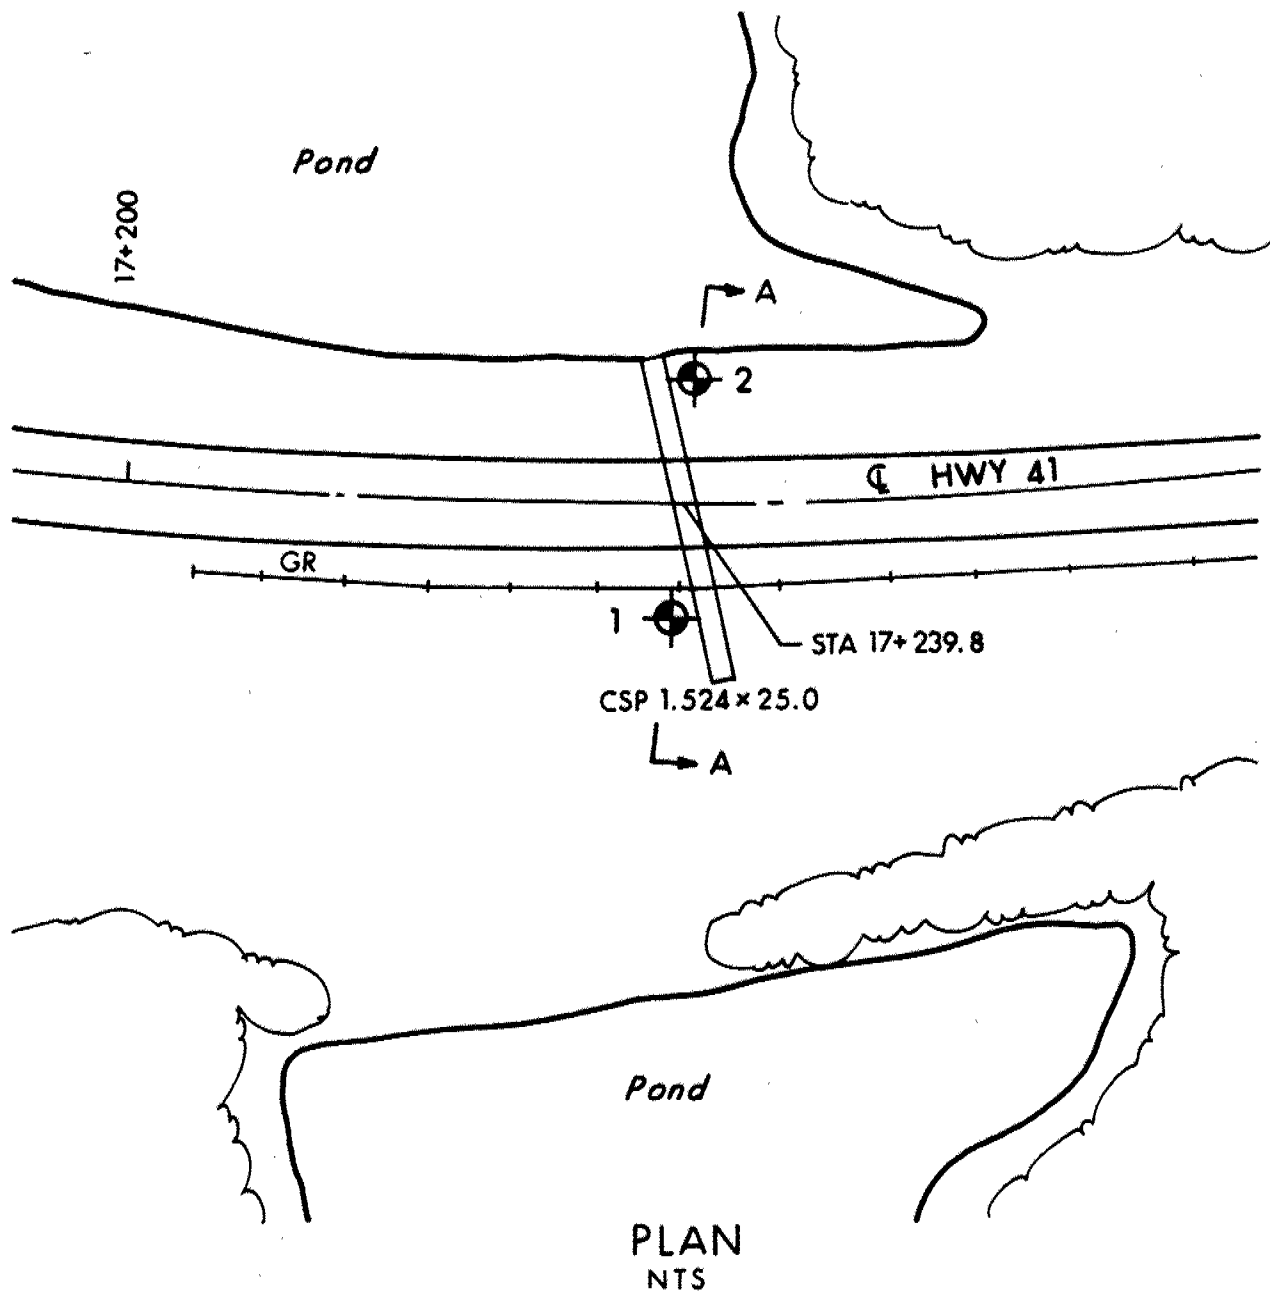 Pond
17+200
A
2
℄ HWY 41
GR
1
STA 17+239.8
CSP 1.524×25.0
A
Pond
PLAN
NTS